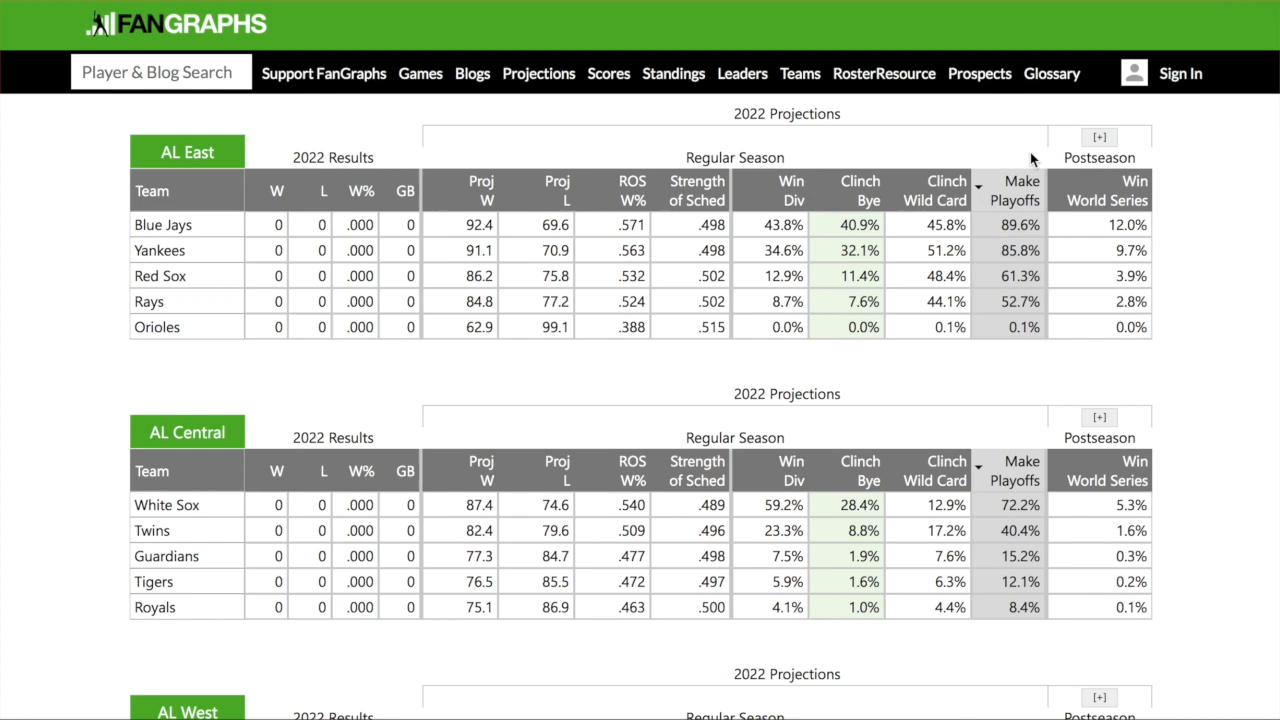 FANGRAPHS
Player & Blog Search Support FanGraphs Games Blogs Projections Scores Standings Leaders Teams RosterResource Prospects Glossary Sign In
2022 Projections
[+]
AL East 2022 Results Regular Season Postseason
Team W L W% GB Proj W Proj L ROS W% Strength of Sched Win Div Clinch Bye Clinch Wild Card Make Playoffs Win World Series
Blue Jays 0 0 .000 0 92.4 69.6 .571 .498 43.8% 40.9% 45.8% 89.6% 12.0%
Yankees 0 0 .000 0 91.1 70.9 .563 .498 34.6% 32.1% 51.2% 85.8% 9.7%
Red Sox 0 0 .000 0 86.2 75.8 .532 .502 12.9% 11.4% 48.4% 61.3% 3.9%
Rays 0 0 .000 0 84.8 77.2 .524 .502 8.7% 7.6% 44.1% 52.7% 2.8%
Orioles 0 0 .000 0 62.9 99.1 .388 .515 0.0% 0.0% 0.1% 0.1% 0.0%
2022 Projections
[+]
AL Central 2022 Results Regular Season Postseason
Team W L W% GB Proj W Proj L ROS W% Strength of Sched Win Div Clinch Bye Clinch Wild Card Make Playoffs Win World Series
White Sox 0 0 .000 0 87.4 74.6 .540 .489 59.2% 28.4% 12.9% 72.2% 5.3%
Twins 0 0 .000 0 82.4 79.6 .509 .496 23.3% 8.8% 17.2% 40.4% 1.6%
Guardians 0 0 .000 0 77.3 84.7 .477 .498 7.5% 1.9% 7.6% 15.2% 0.3%
Tigers 0 0 .000 0 76.5 85.5 .472 .497 5.9% 1.6% 6.3% 12.1% 0.2%
Royals 0 0 .000 0 75.1 86.9 .463 .500 4.1% 1.0% 4.4% 8.4% 0.1%
2022 Projections
[+]
AL West 2022 Results Regular Season Postseason